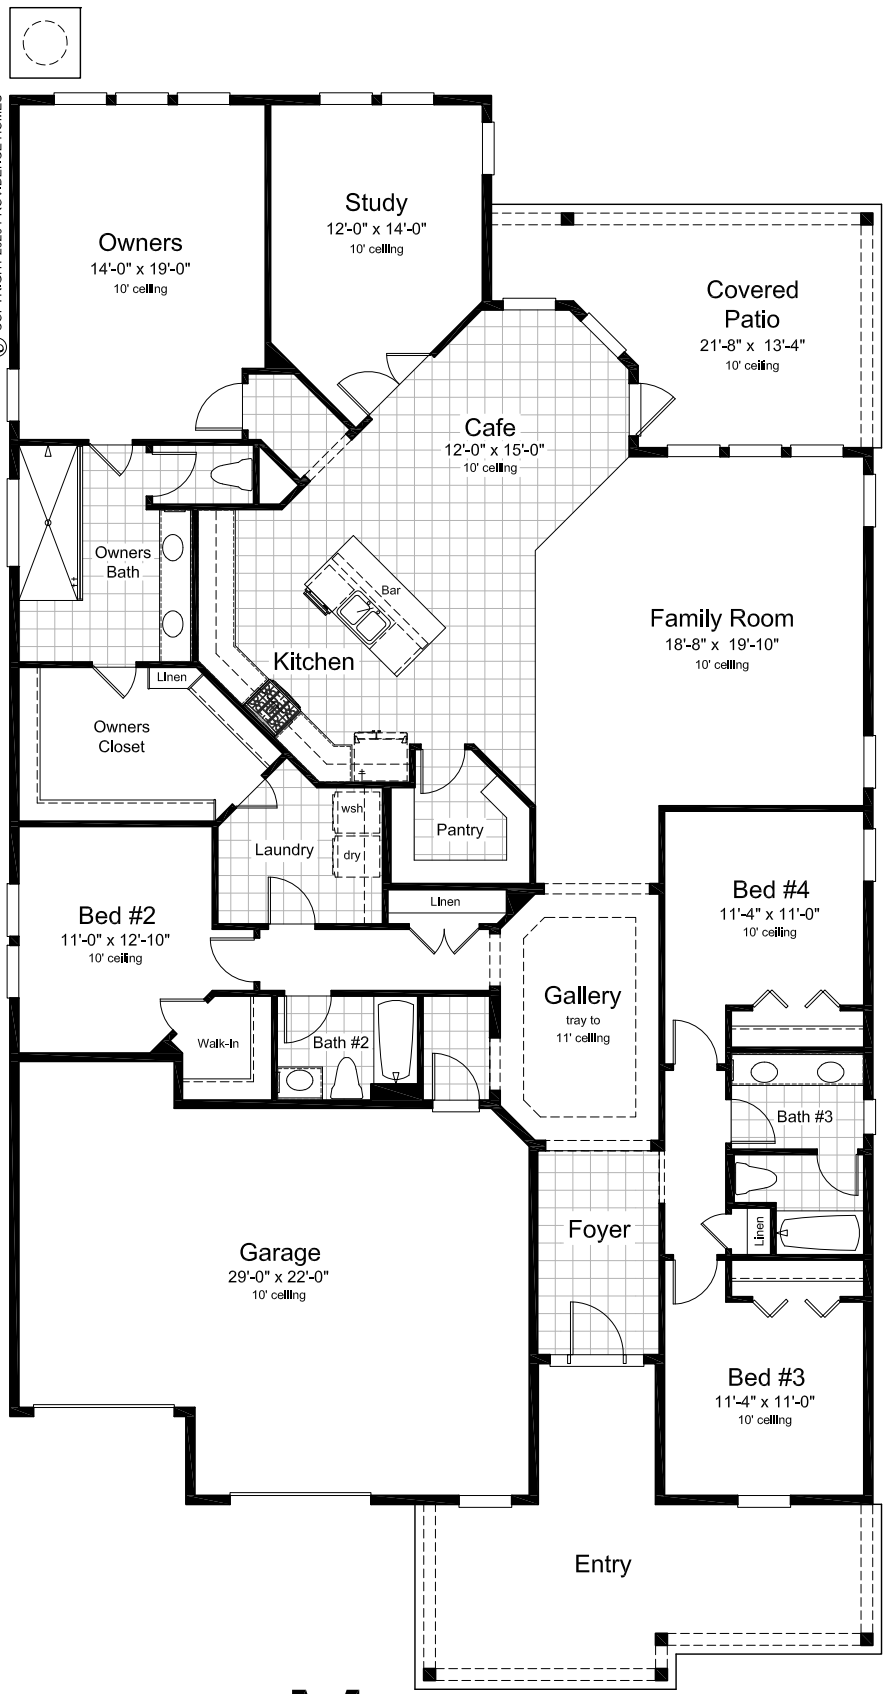 Owners
14'-0" x 19'-0"
10' ceiling
Study
12'-0" x 14'-0"
10' ceiling
Covered
Patio
21'-8" x 13'-4"
10' ceiling
Cafe
12'-0" x 15'-0"
10' ceiling
Owners
Bath
Bar
Kitchen
Family Room
18'-8" x 19'-10"
10' ceiling
Linen
Owners
Closet
wsh
dry
Laundry
Pantry
Linen
Bed #2
11'-0" x 12'-10"
10' ceiling
Bed #4
11'-4" x 11'-0"
10' ceiling
Gallery
tray to
11' ceiling
Walk-In
Bath #2
Bath #3
Linen
Foyer
Garage
29'-0" x 22'-0"
10' ceiling
Bed #3
11'-4" x 11'-0"
10' ceiling
Entry